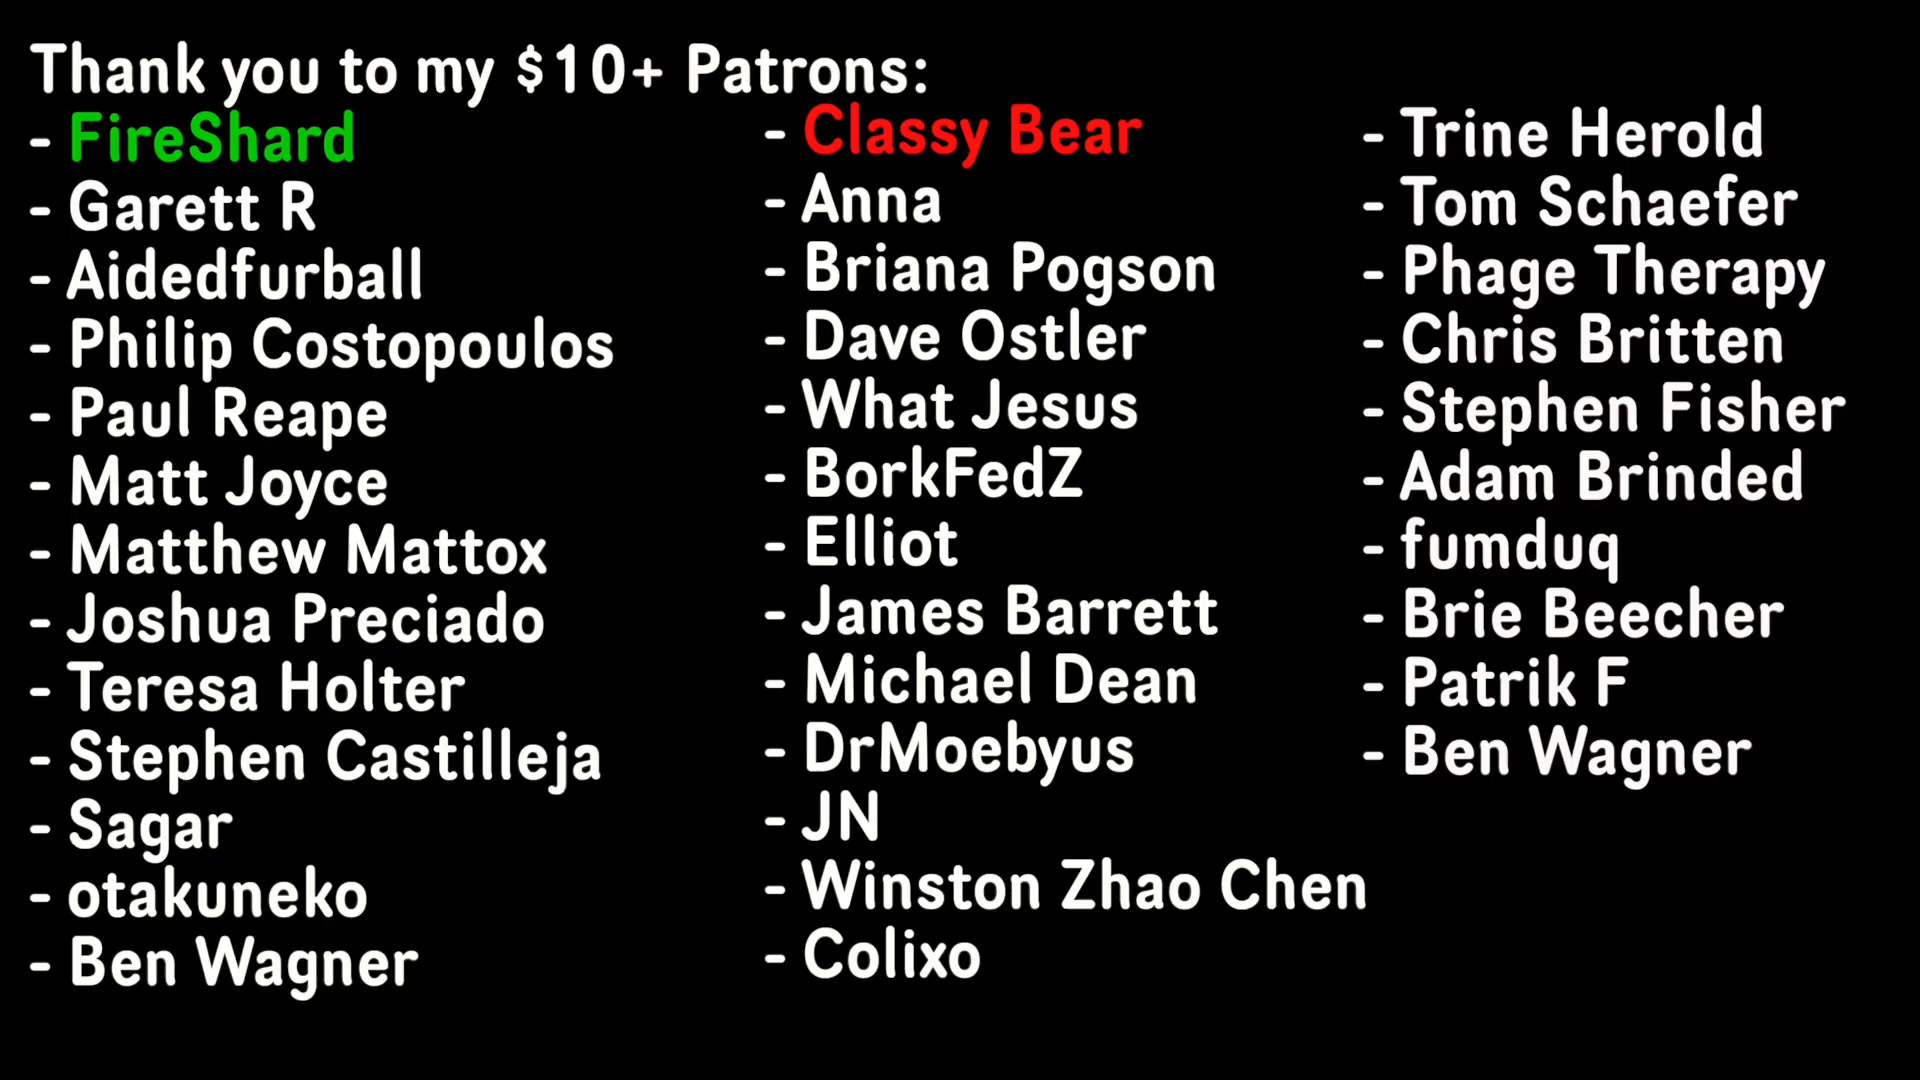 Thank you to my $10+ Patrons:
- FireShard
- Garett R
- Aidedfurball
- Philip Costopoulos
- Paul Reape
- Matt Joyce
- Matthew Mattox
- Joshua Preciado
- Teresa Holter
- Stephen Castilleja
- Sagar
- otakuneko
- Ben Wagner
- Classy Bear
- Anna
- Briana Pogson
- Dave Ostler
- What Jesus
- BorkFedZ
- Elliot
- James Barrett
- Michael Dean
- DrMoebyus
- JN
- Winston Zhao Chen
- Colixo
- Trine Herold
- Tom Schaefer
- Phage Therapy
- Chris Britten
- Stephen Fisher
- Adam Brinded
- fumduq
- Brie Beecher
- Patrik F
- Ben Wagner